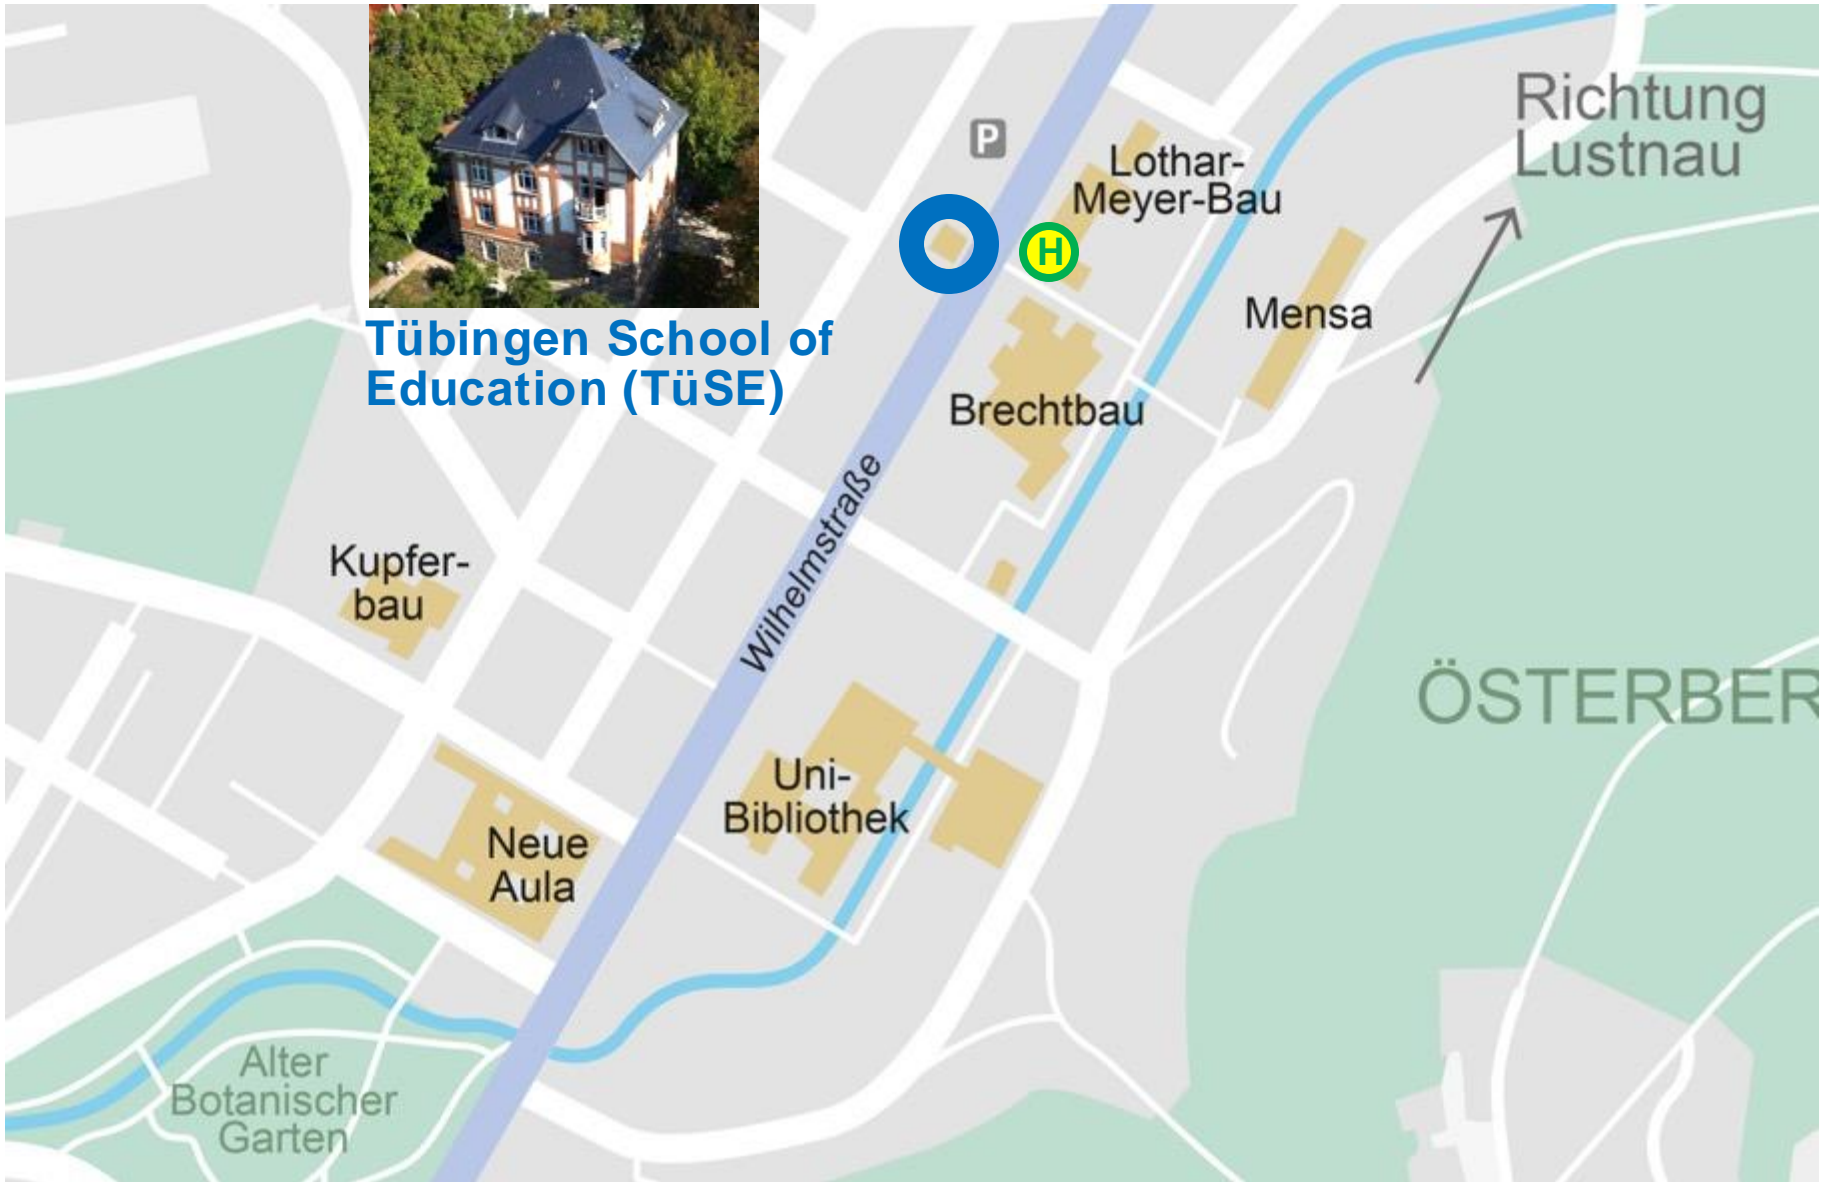 Richtung
Lustnau
P
Lothar-
Meyer-Bau
H
Mensa
Tübingen School of
Education (TüSE)
Brechtbau
Wilhelmstraße
Kupfer-
bau
ÖSTERBER
Uni-
Bibliothek
Neue
Aula
Alter
Botanischer
Garten